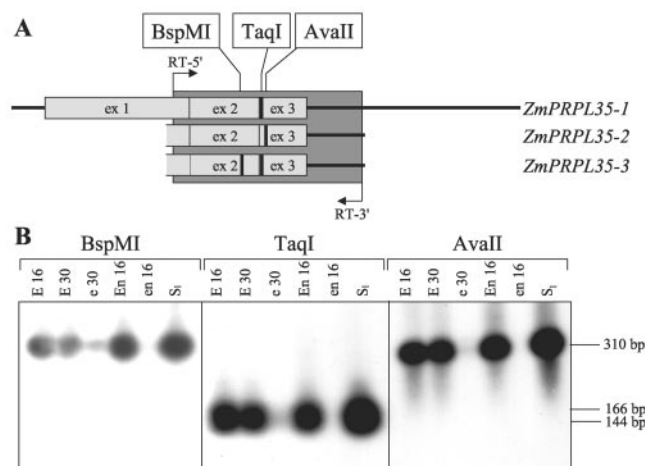 A
BspMI TaqI AvaII
RT-5'
ex 1 ex 2 ex 3 ZmPRPL35-1
ex 2 ex 3 ZmPRPL35-2
ex 2 ex 3 ZmPRPL35-3
RT-3'
B
BspMI TaqI AvaII
E 16 E 30 e 30 En 16 en 16 S1 E 16 E 30 e 30 En 16 en 16 S1 E 16 E 30 e 30 En 16 en 16 S1
310 bp
166 bp
144 bp